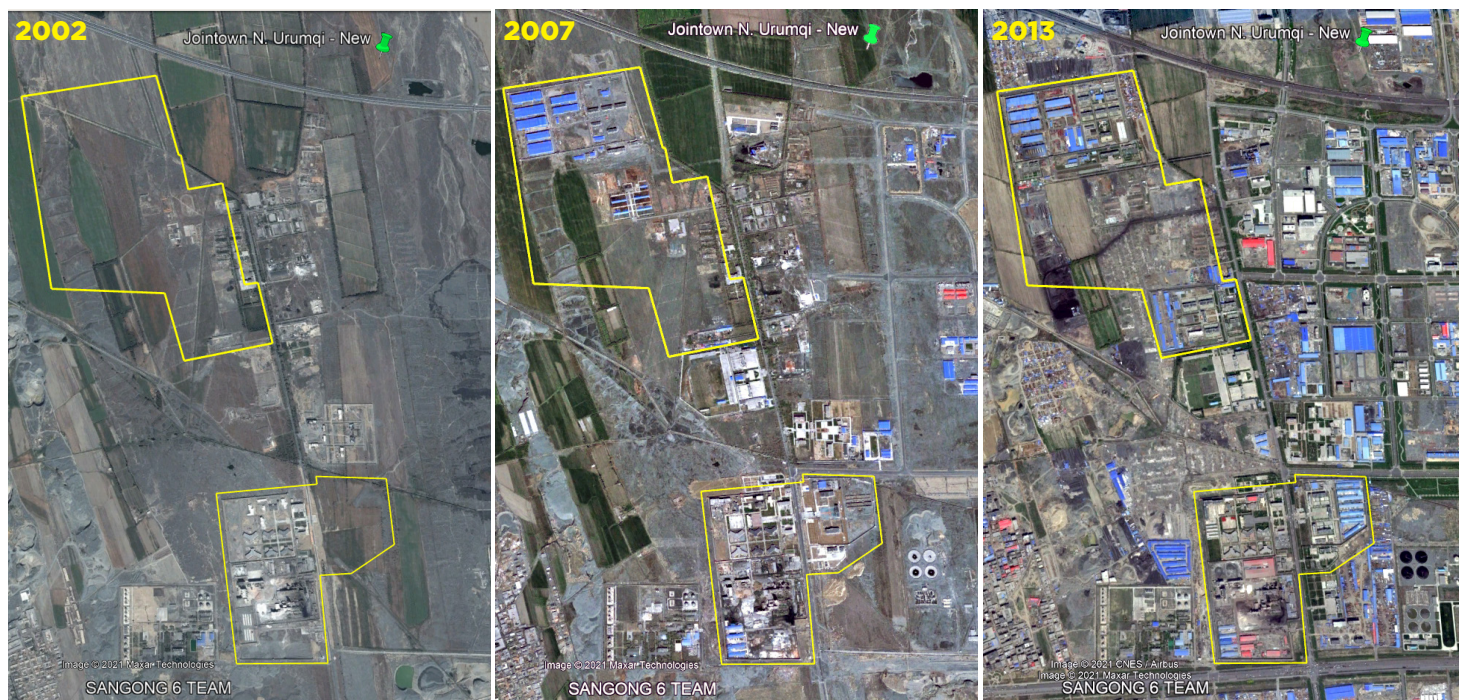 2002
Jointown N. Urumqi - New
Image © 2021 Maxar Technologies
SANGONG 6 TEAM
2007
Jointown N. Urumqi - New
Image © 2021 Maxar Technologies
SANGONG 6 TEAM
2013
Jointown N. Urumqi - New
Image © 2021 CNES / Airbus
Image © 2021 Maxar Technologies
SANGONG 6 TEAM